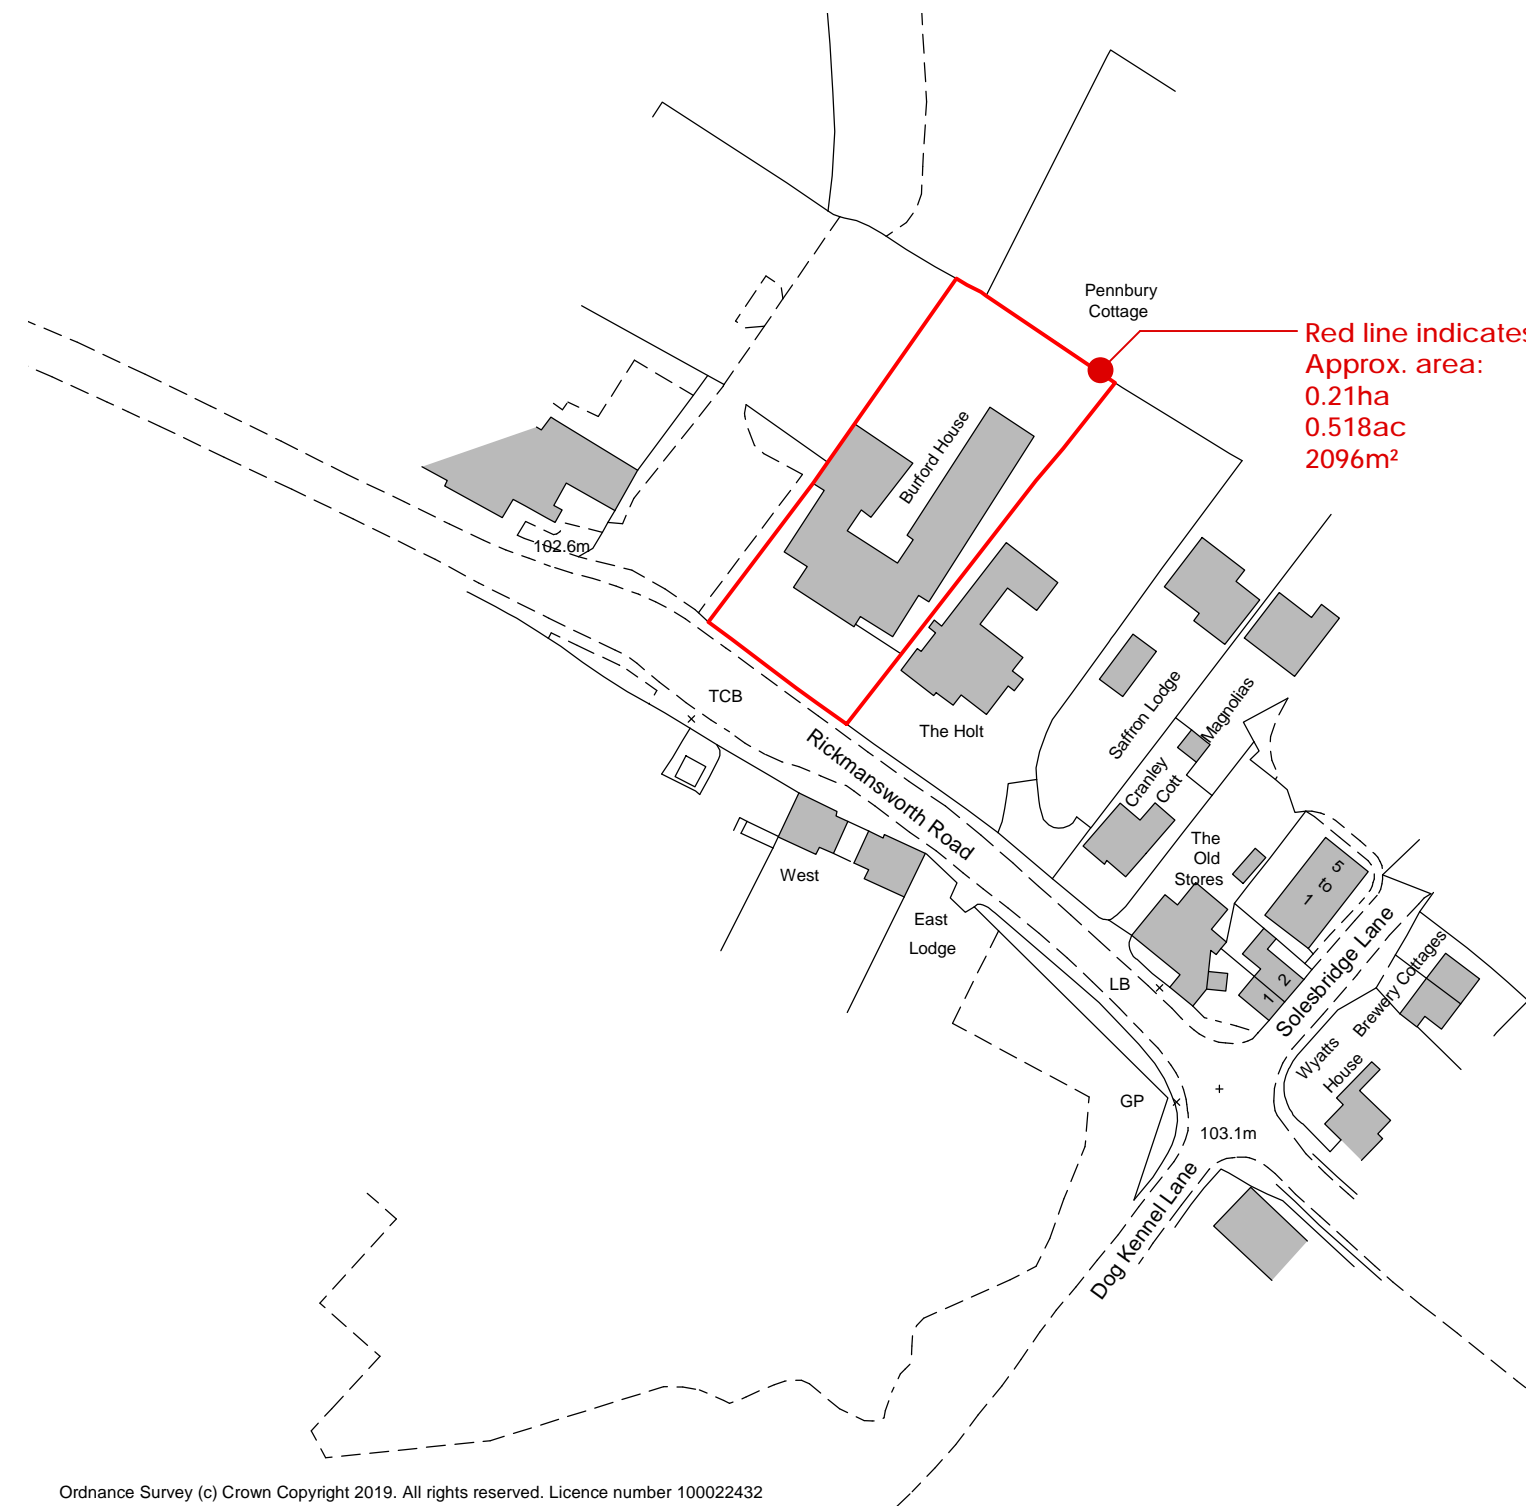 Pennbury
Cottage
Red line indicates
Approx. area:
0.21ha
0.518ac
2096m²
Burford House
102.6m
TCB
The Holt
Rickmansworth Road
Saffron Lodge
Magnolias
Cranley
Cott
The
Old
Stores
1 to 5
West
East
Lodge
LB
1
2
Solesbridge Lane
Brewery Cottages
Wyatts
House
GP
103.1m
Dog Kennel Lane
Ordnance Survey (c) Crown Copyright 2019. All rights reserved. Licence number 100022432